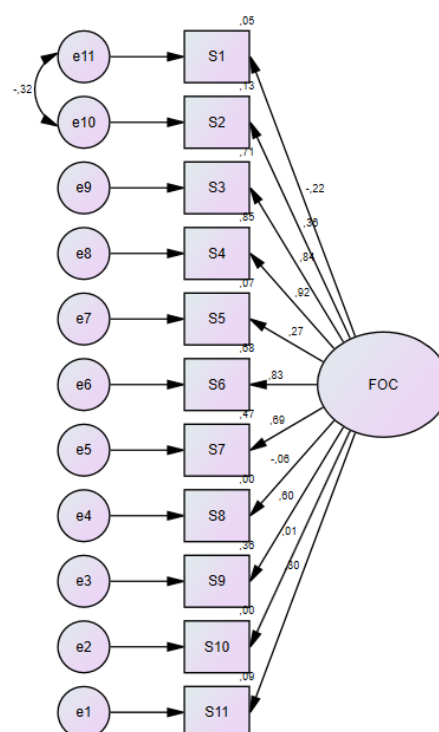 ,05
e11 S1
,13
-,32
e10 S2
,71
e9 S3
-,22
,36
,85
,84
e8 S4
,07
,92
e7 S5
,27
,68
e6 S6
,83
FOC
,47
,69
e5 S7
,00
-,06
e4 S8
,60
,36
,01
e3 S9
,30
,00
e2 S10
,09
e1 S11